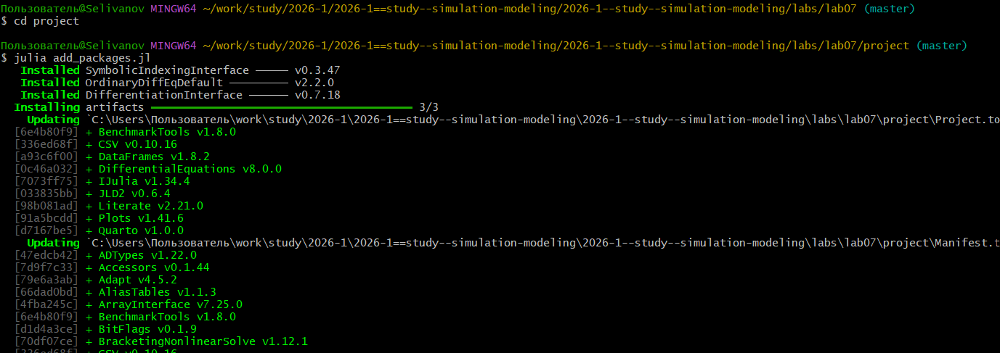 Пользователь@Selivanov MINGW64 ~/work/study/2026-1/2026-1==study--simulation-modeling/2026-1--study--simulation-modeling/labs/lab07 (master)
$ cd project
Пользователь@Selivanov MINGW64 ~/work/study/2026-1/2026-1==study--simulation-modeling/2026-1--study--simulation-modeling/labs/lab07/project (master)
$ julia add_packages.jl
Installed SymbolicIndexingInterface ───── v0.3.47
Installed OrdinaryDiffEqDefault ───────── v2.2.0
Installed DifferentiationInterface ────── v0.7.18
Installing artifacts ━━━━━━━━━━━━━━━━━━━━━━━━━━━━━━━━━━━━━━━━ 3/3
Updating `C:\Users\Пользователь\work\study\2026-1\2026-1==study--simulation-modeling\2026-1--study--simulation-modeling\labs\lab07\project\Project.to
[6e4b80f9] + BenchmarkTools v1.8.0
[336ed68f] + CSV v0.10.16
[a93c6f00] + DataFrames v1.8.2
[0c46a032] + DifferentialEquations v8.0.0
[7073ff75] + IJulia v1.34.4
[033835bb] + JLD2 v0.6.4
[98b081ad] + Literate v2.21.0
[91a5bcdd] + Plots v1.41.6
[d7167be5] + Quarto v1.0.0
Updating `C:\Users\Пользователь\work\study\2026-1\2026-1==study--simulation-modeling\2026-1--study--simulation-modeling\labs\lab07\project\Manifest.t
[47edcb42] + ADTypes v1.22.0
[7d9f7c33] + Accessors v0.1.44
[79e6a3ab] + Adapt v4.5.2
[66dad0bd] + AliasTables v1.1.3
[4fba245c] + ArrayInterface v7.25.0
[6e4b80f9] + BenchmarkTools v1.8.0
[d1d4a3ce] + BitFlags v0.1.9
[70df07ce] + BracketingNonlinearSolve v1.12.1
[336ed68f] + CSV v0.10.16